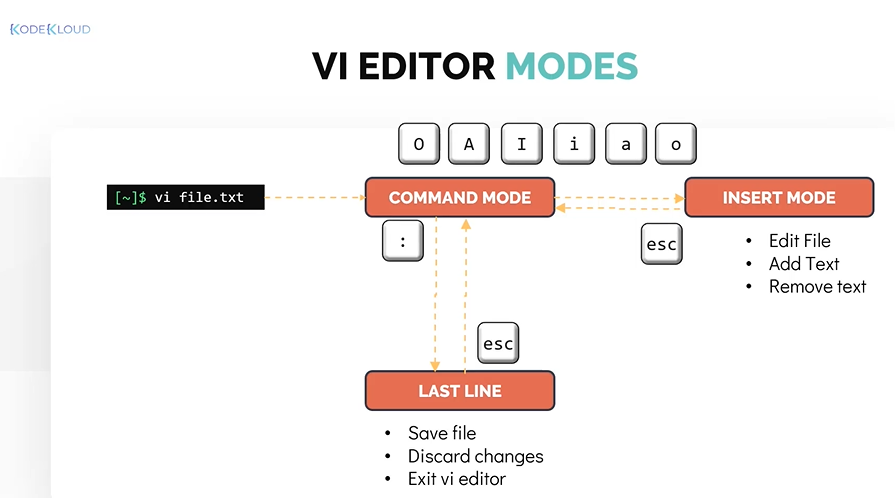 KODEKLOUD
VI EDITOR MODES
O A I i a o
[~]$ vi file.txt
COMMAND MODE
INSERT MODE
:
esc
• Edit File
• Add Text
• Remove text
esc
LAST LINE
• Save file
• Discard changes
• Exit vi editor